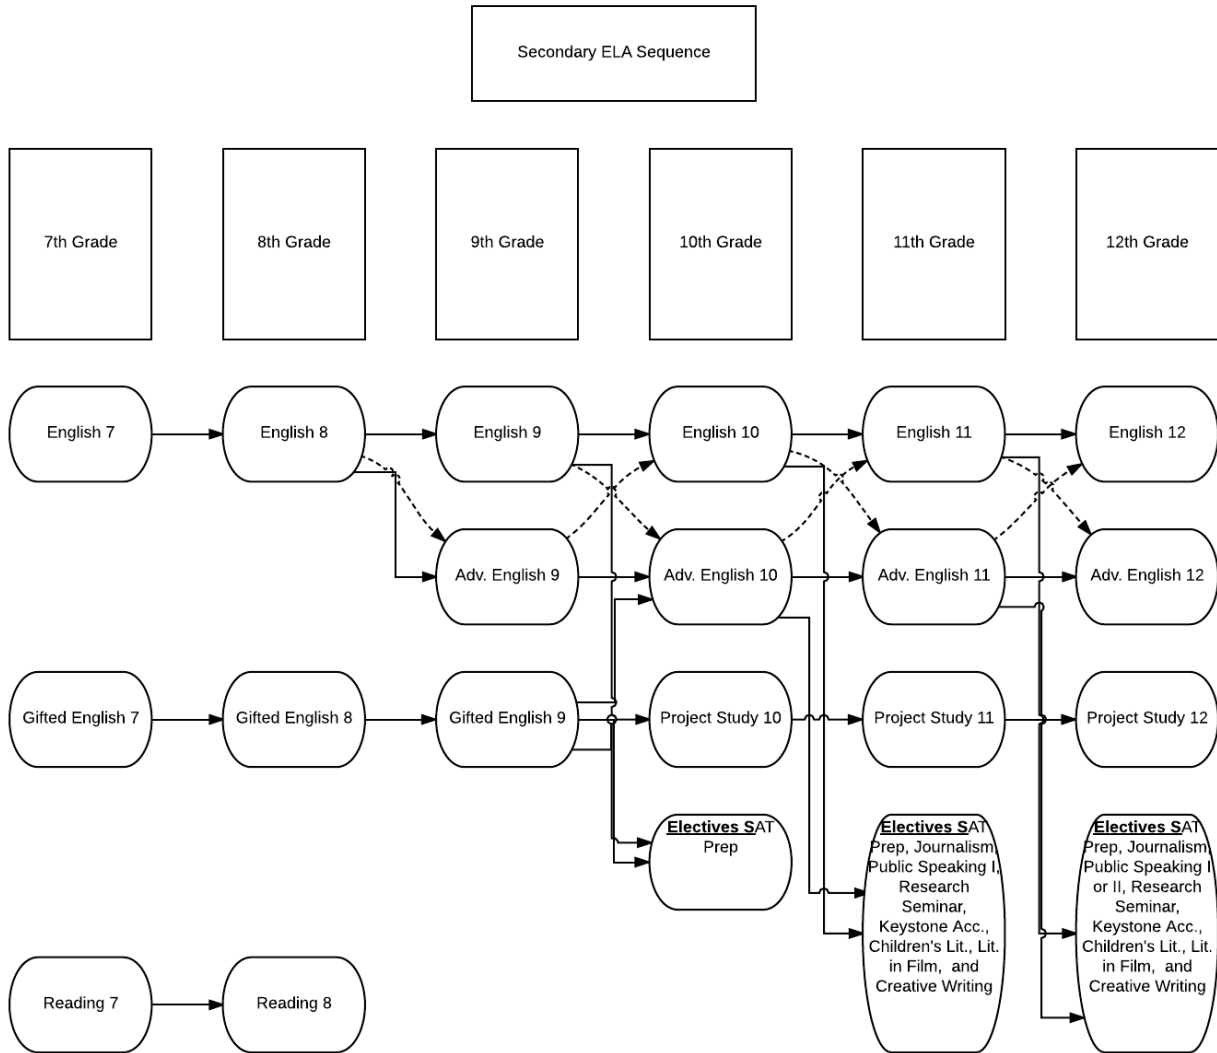 Secondary ELA Sequence
7th Grade
8th Grade
9th Grade
10th Grade
11th Grade
12th Grade
English 7
English 8
English 9
English 10
English 11
English 12
Adv. English 9
Adv. English 10
Adv. English 11
Adv. English 12
Gifted English 7
Gifted English 8
Gifted English 9
Project Study 10
Project Study 11
Project Study 12
Electives SAT
Prep
Electives SAT
Prep, Journalism,
Public Speaking I,
Research
Seminar,
Keystone Acc.,
Children's Lit., Lit.
in Film, and
Creative Writing
Electives SAT
Prep, Journalism,
Public Speaking I
or II, Research
Seminar,
Keystone Acc.,
Children's Lit., Lit.
in Film, and
Creative Writing
Reading 7
Reading 8